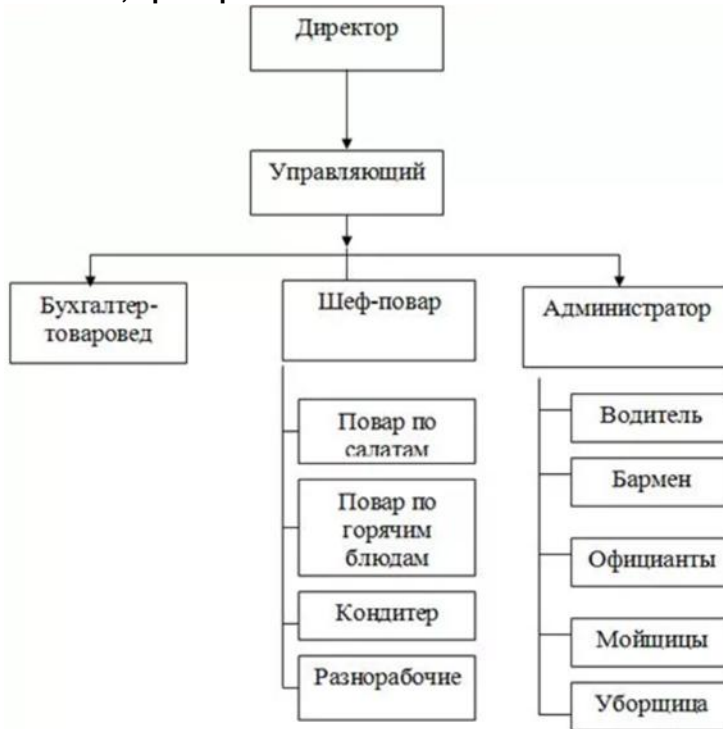 Директор
Управляющий
Бухгалтер-
товаровед
Шеф-повар
Администратор
Повар по
салатам
Повар по
горячим
блюдам
Кондитер
Разнорабочие
Водитель
Бармен
Официанты
Мойщицы
Уборщица